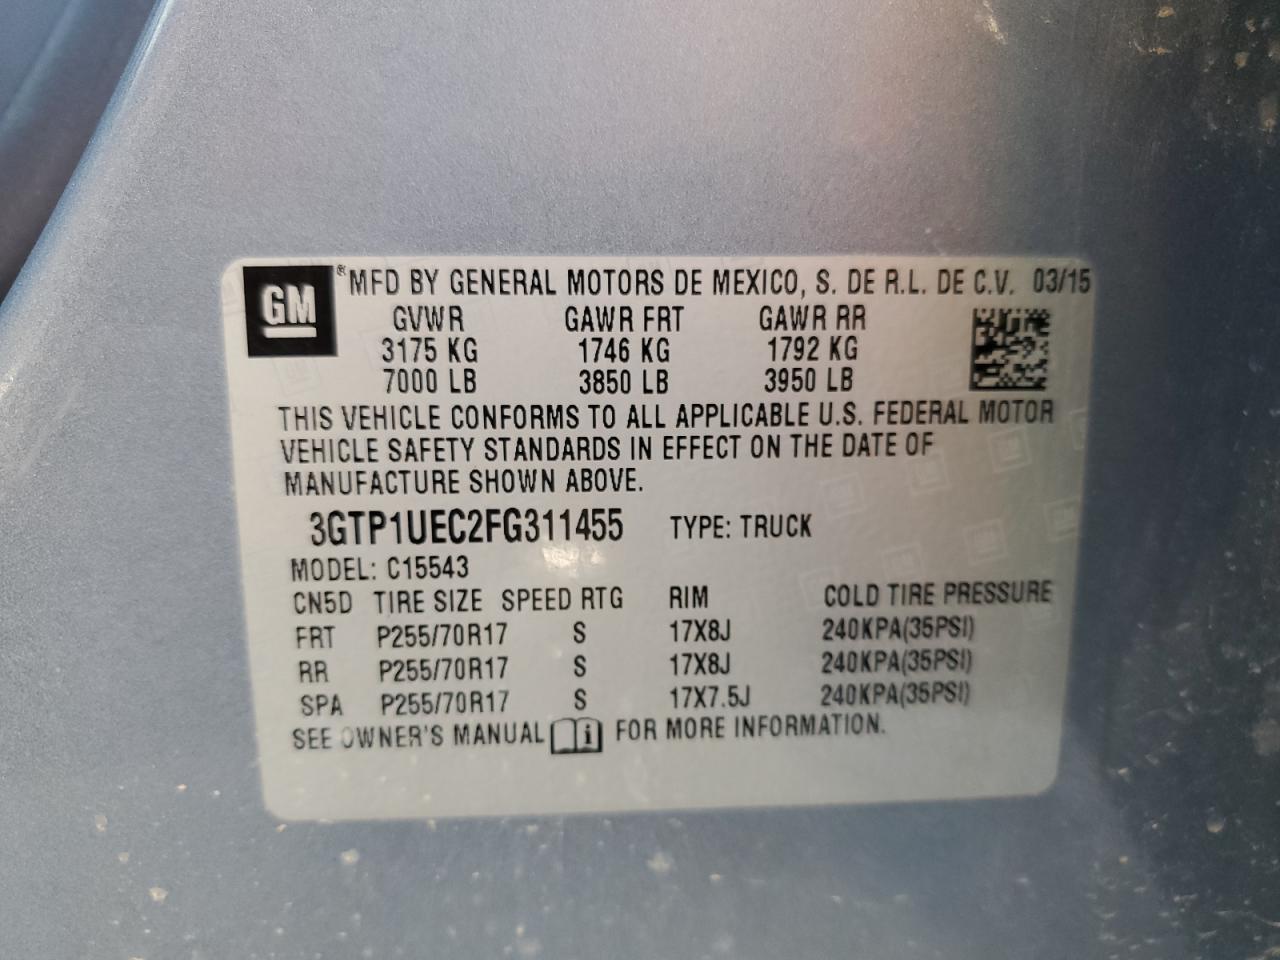 GM ® MFD BY GENERAL MOTORS DE MEXICO, S. DE R.L. DE C.V. 03/15
GVWR GAWR FRT GAWR RR
3175 KG 1746 KG 1792 KG
7000 LB 3850 LB 3950 LB
THIS VEHICLE CONFORMS TO ALL APPLICABLE U.S. FEDERAL MOTOR
VEHICLE SAFETY STANDARDS IN EFFECT ON THE DATE OF
MANUFACTURE SHOWN ABOVE.
3GTP1UEC2FG311455 TYPE: TRUCK
MODEL: C15543
CN5D TIRE SIZE SPEED RTG RIM COLD TIRE PRESSURE
FRT P255/70R17 S 17X8J 240KPA(35PSI)
RR P255/70R17 S 17X8J 240KPA(35PSI)
SPA P255/70R17 S 17X7.5J 240KPA(35PSI)
SEE OWNER'S MANUAL i FOR MORE INFORMATION.